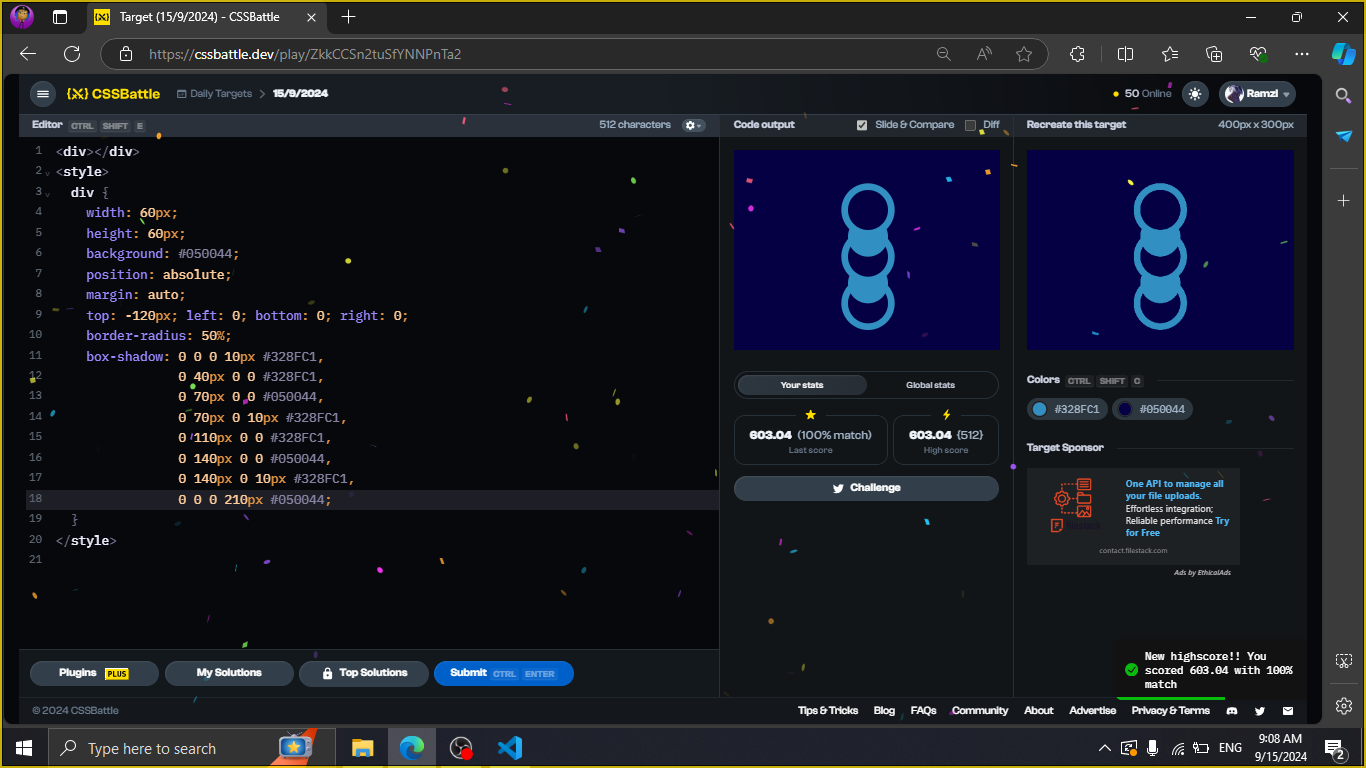 Target (15/9/2024) - CSSBattle
https://cssbattle.dev/play/ZkkCCSn2tuSfYNNPnTa2
{X} CSSBattle
Daily Targets > 15/9/2024
50 Online
Ramzi
Editor CTRL SHIFT E
512 characters
Code output
Slide & Compare
Diff
Recreate this target
400px x 300px
1 <div></div>
2 <style>
3 div {
4 width: 60px;
5 height: 60px;
6 background: #050044;
7 position: absolute;
8 margin: auto;
9 top: -120px; left: 0; bottom: 0; right: 0;
10 border-radius: 50%;
11 box-shadow: 0 0 0 10px #328FC1,
12 0 40px 0 0 #328FC1,
13 0 70px 0 0 #050044,
14 0 70px 0 10px #328FC1,
15 0 110px 0 0 #328FC1,
16 0 140px 0 0 #050044,
17 0 140px 0 10px #328FC1,
18 0 0 0 210px #050044;
19 }
20 </style>
21
Your stats
Global stats
603.04 (100% match)
Last score
603.04 {512}
High score
Challenge
Colors CTRL SHIFT C
#328FC1
#050044
Target Sponsor
filestack
One API to manage all
your file uploads.
Effortless integration;
Reliable performance Try
for Free
contact.filestack.com
Ads by EthicalAds
New highscore!! You
scored 603.04 with 100%
match
Plugins PLUS
My Solutions
Top Solutions
Submit CTRL ENTER
© 2024 CSSBattle
Tips & Tricks
Blog
FAQs
Community
About
Advertise
Privacy & Terms
Type here to search
ENG
9:08 AM
9/15/2024
2